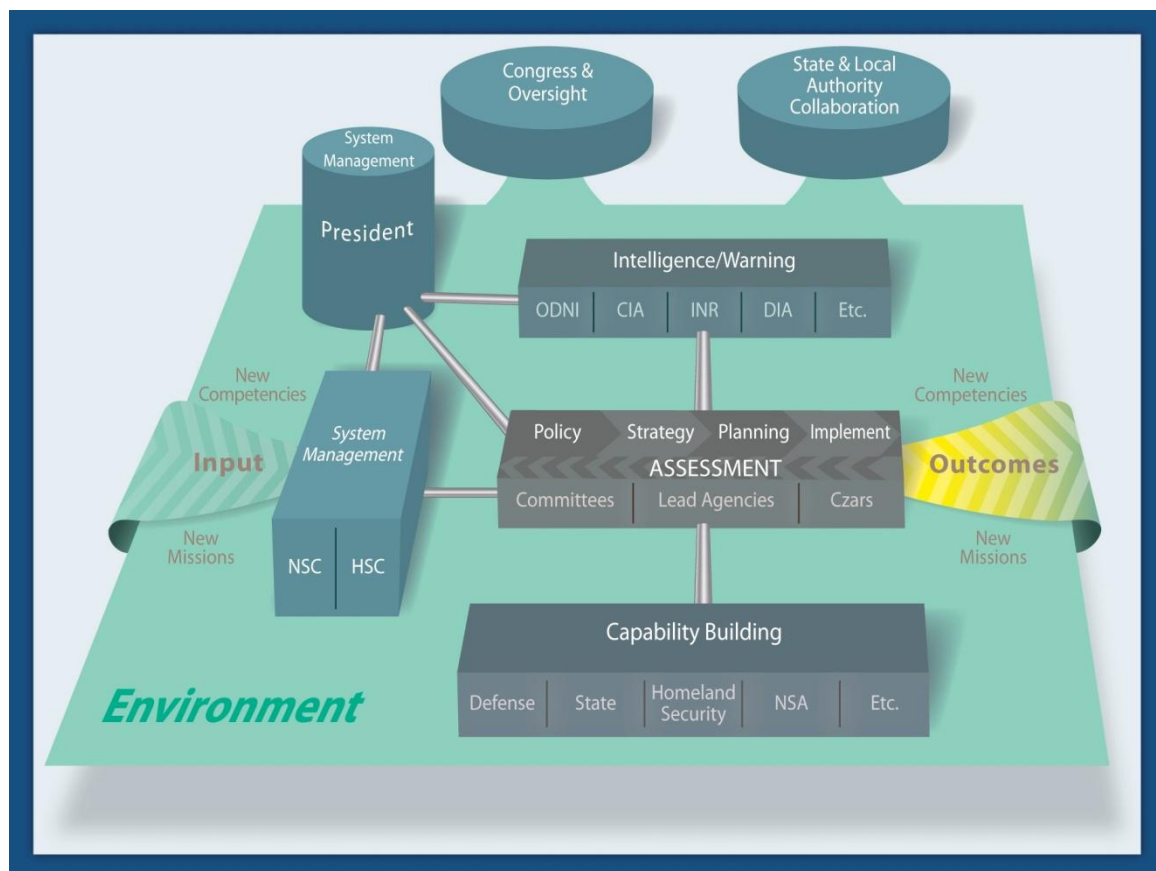 Congress &
Oversight
State & Local
Authority
Collaboration
System
Management
President
Intelligence/Warning
ODNI CIA INR DIA Etc.
New
Competencies
Input
New
Missions
System
Management
NSC HSC
Policy Strategy Planning Implement
ASSESSMENT
Committees Lead Agencies Czars
New
Competencies
Outcomes
New
Missions
Capability Building
Defense State Homeland
Security NSA Etc.
Environment